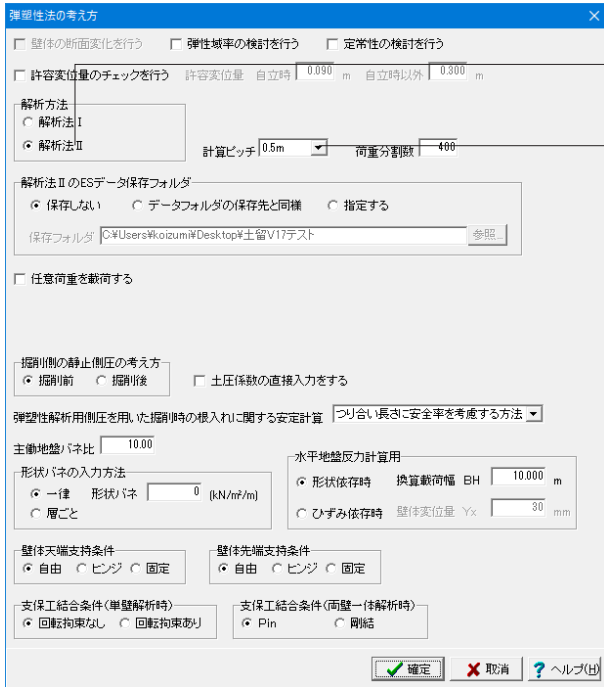 弾塑性法の考え方
壁体の断面変化を行う 弾性域率の検討を行う 定常性の検討を行う
許容変位量のチェックを行う 許容変位量 自立時 0.090 m 自立時以外 0.300 m
解析方法
解析法Ⅰ
解析法Ⅱ
計算ピッチ 0.5m 荷重分割数 400
解析法ⅡのESデータ保存フォルダ
保存しない データフォルダの保存先と同様 指定する
保存フォルダ C:¥Users¥koizumi¥Desktop¥土留V17テスト 参照...
任意荷重を載荷する
掘削側の静止側圧の考え方
掘削前 掘削後 土圧係数の直接入力をする
弾塑性解析用側圧を用いた掘削時の根入れに関する安定計算 つり合い長さに安全率を考慮する方法
主働地盤バネ比 10.00
形状バネの入力方法
一律 形状バネ 0 (kN/m²/m)
層ごと
水平地盤反力計算用
形状依存時 換算載荷幅 BH 10.000 m
ひずみ依存時 壁体変位量 Yx 30 mm
壁体天端支持条件
自由 ヒンジ 固定
壁体先端支持条件
自由 ヒンジ 固定
支保工結合条件(単壁解析時)
回転拘束なし 回転拘束あり
支保工結合条件(両壁一体解析時)
Pin 剛結
確定 取消 ヘルプ(H)